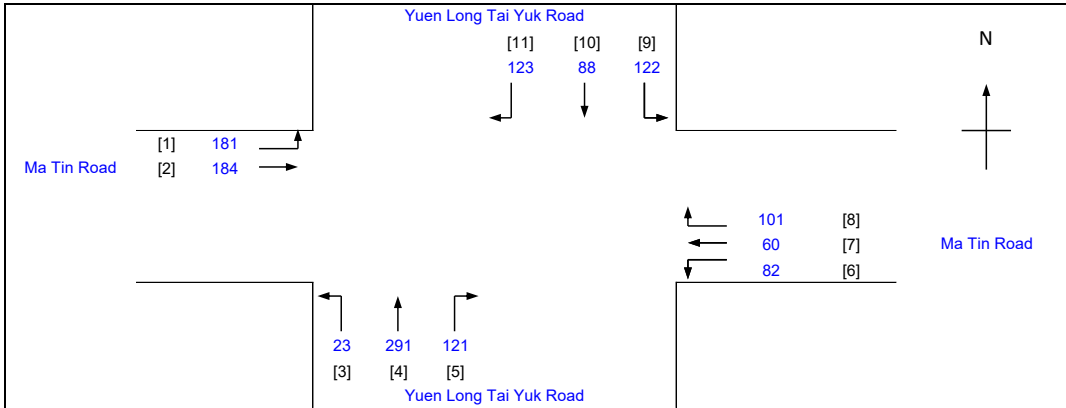 Yuen Long Tai Yuk Road
[11] [10] [9]
N
123 88 122
[1] 181
Ma Tin Road [2] 184
101 [8]
60 [7] Ma Tin Road
82 [6]
23 291 121
[3] [4] [5]
Yuen Long Tai Yuk Road